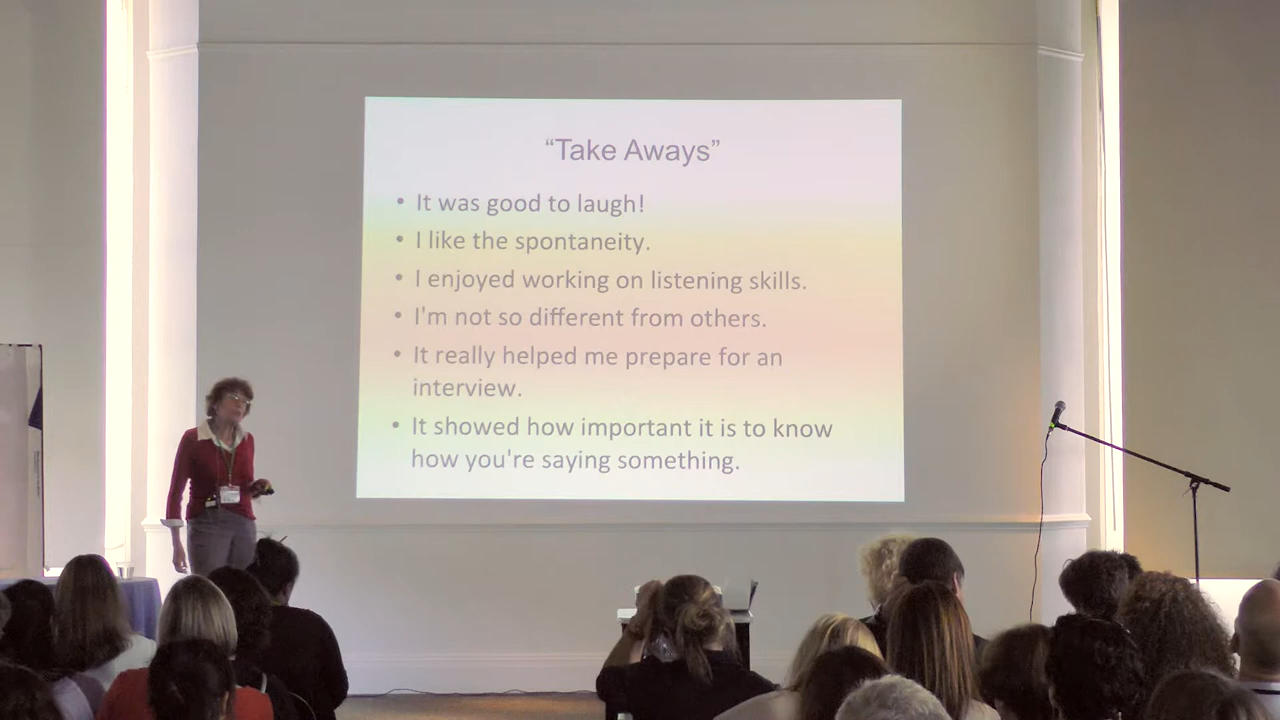 “Take Aways”
• It was good to laugh!
• I like the spontaneity.
• I enjoyed working on listening skills.
• I'm not so different from others.
• It really helped me prepare for an
interview.
• It showed how important it is to know
how you're saying something.